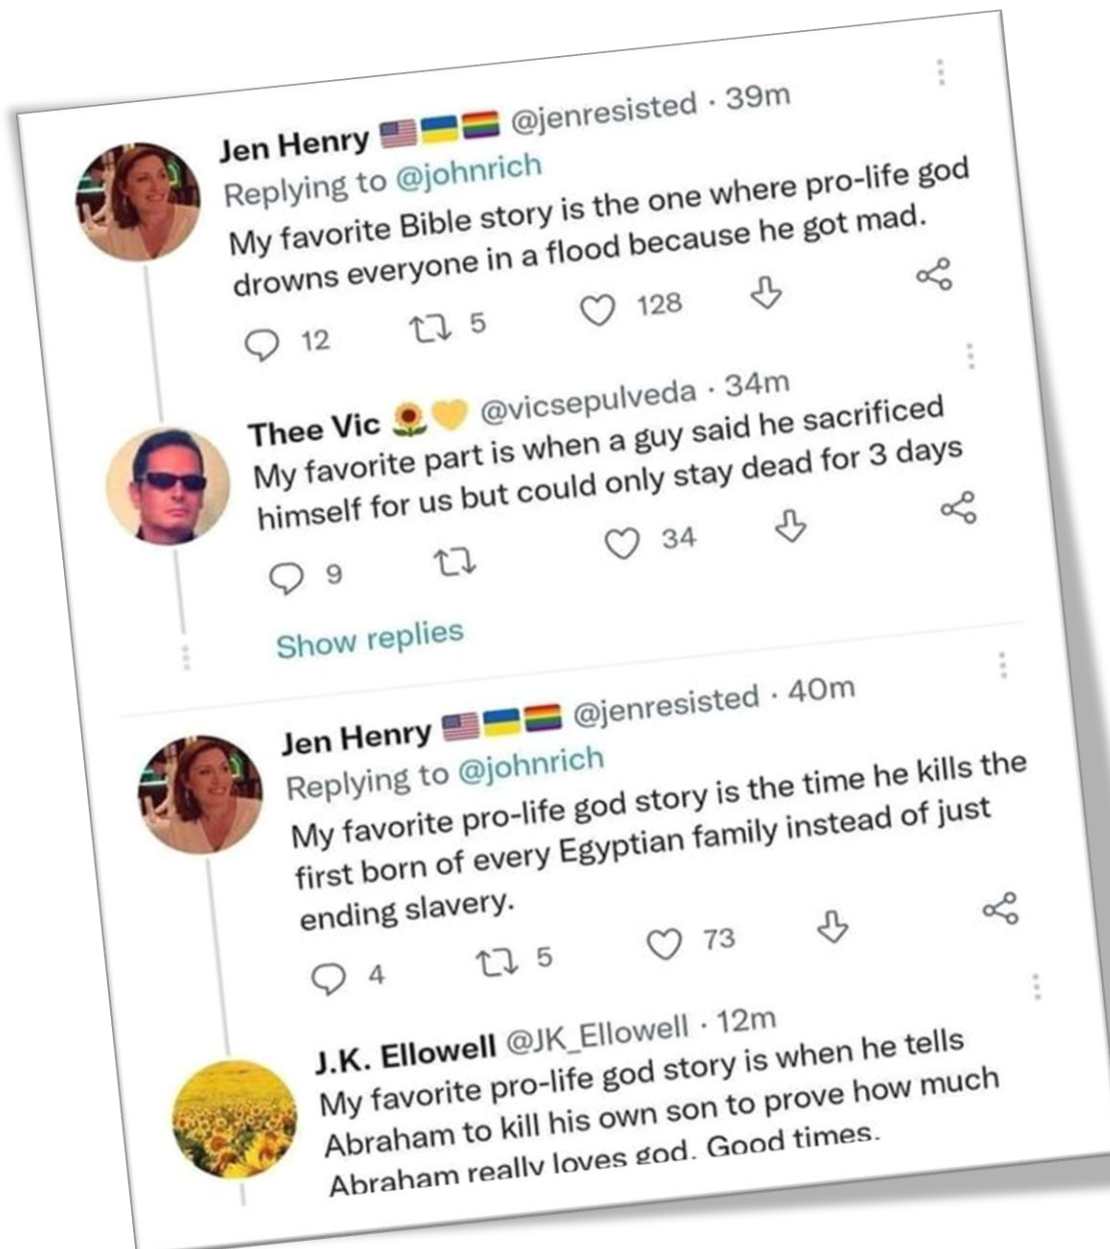 Jen Henry 🇺🇸🇺🇦🏳️‍🌈 @jenresisted · 39m
Replying to @johnrich
My favorite Bible story is the one where pro-life god
drowns everyone in a flood because he got mad.
12 5 128
Thee Vic 🌻💛 @vicsepulveda · 34m
My favorite part is when a guy said he sacrificed
himself for us but could only stay dead for 3 days
9 34
Show replies
Jen Henry 🇺🇸🇺🇦🏳️‍🌈 @jenresisted · 40m
Replying to @johnrich
My favorite pro-life god story is the time he kills the
first born of every Egyptian family instead of just
ending slavery.
4 5 73
J.K. Ellowell @JK_Ellowell · 12m
My favorite pro-life god story is when he tells
Abraham to kill his own son to prove how much
Abraham really loves god. Good times.